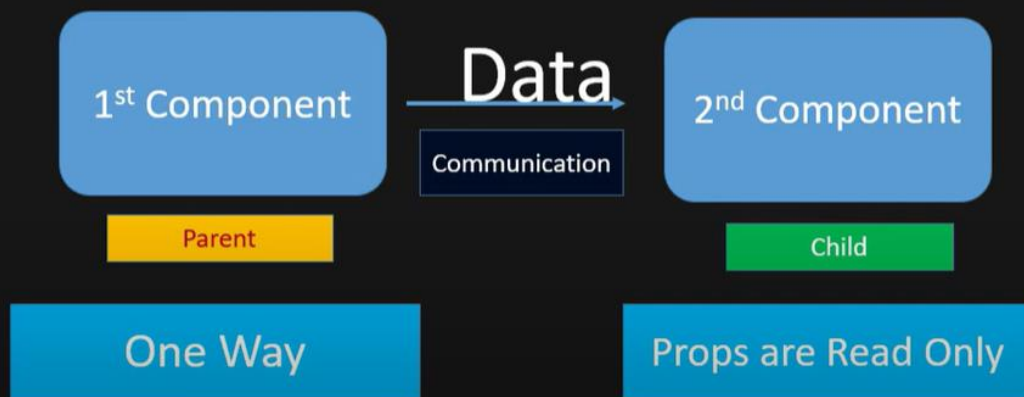 1st Component
Data
2nd Component
Communication
Parent
Child
One Way
Props are Read Only